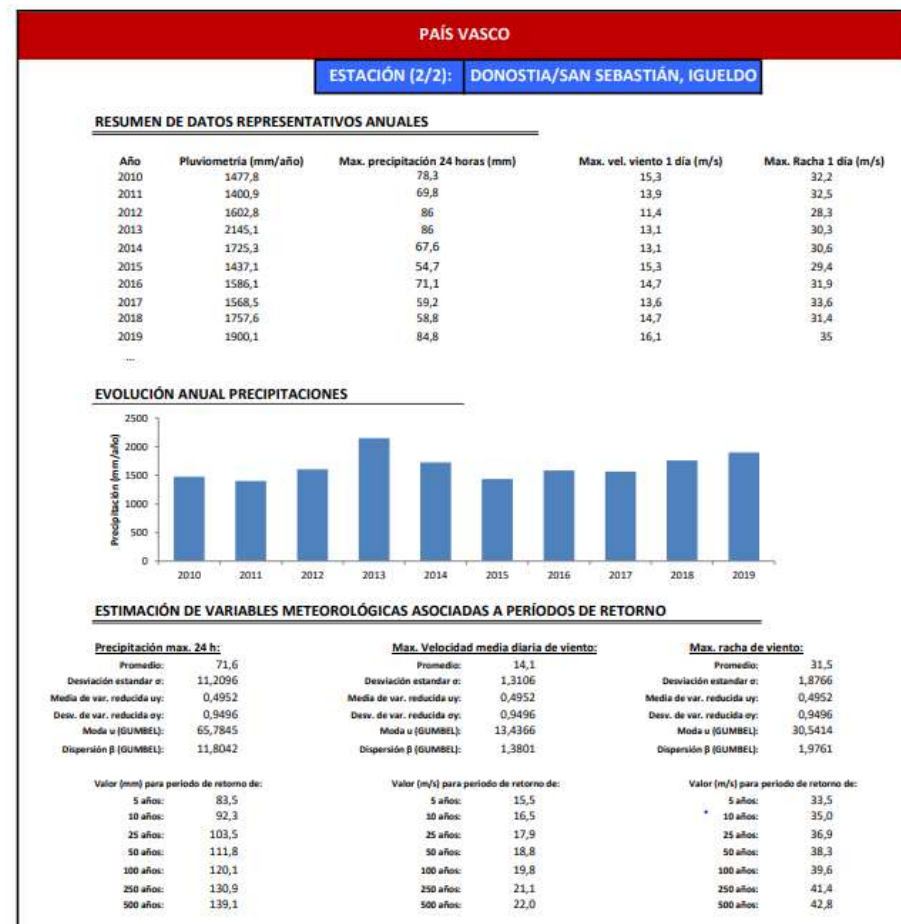 PAÍS VASCO
ESTACIÓN (2/2): DONOSTIA/SAN SEBASTIÁN, IGUELDO
RESUMEN DE DATOS REPRESENTATIVOS ANUALES
Año Pluviometría (mm/año) Max. precipitación 24 horas (mm) Max. vel. viento 1 día (m/s) Max. Racha 1 día (m/s)
2010 1477,8 78,3 15,3 32,2
2011 1400,9 69,8 13,9 32,5
2012 1602,8 86 11,4 28,3
2013 2145,1 86 13,1 30,3
2014 1725,3 67,6 13,1 30,6
2015 1437,1 54,7 15,3 29,4
2016 1586,1 71,1 14,7 31,9
2017 1568,5 59,2 13,6 33,6
2018 1757,6 58,8 14,7 31,4
2019 1900,1 84,8 16,1 35
...
EVOLUCIÓN ANUAL PRECIPITACIONES
Precipitación (mm/año)
2500
2000
1500
1000
500
0
2010 2011 2012 2013 2014 2015 2016 2017 2018 2019
ESTIMACIÓN DE VARIABLES METEOROLÓGICAS ASOCIADAS A PERÍODOS DE RETORNO
Precipitación max. 24 h: Max. Velocidad media diaria de viento: Max. racha de viento:
Promedio: 71,6 Promedio: 14,1 Promedio: 31,5
Desviación estandar σ: 11,2096 Desviación estandar σ: 1,3106 Desviación estandar σ: 1,8766
Media de var. reducida uy: 0,4952 Media de var. reducida uy: 0,4952 Media de var. reducida uy: 0,4952
Desv. de var. reducida σy: 0,9496 Desv. de var. reducida σy: 0,9496 Desv. de var. reducida σy: 0,9496
Moda u (GUMBEL): 65,7845 Moda u (GUMBEL): 13,4366 Moda u (GUMBEL): 30,5414
Dispersión β (GUMBEL): 11,8042 Dispersión β (GUMBEL): 1,3801 Dispersión β (GUMBEL): 1,9761
Valor (mm) para periodo de retorno de: Valor (m/s) para periodo de retorno de: Valor (m/s) para periodo de retorno de:
5 años: 83,5 5 años: 15,5 5 años: 33,5
10 años: 92,3 10 años: 16,5 10 años: 35,0
25 años: 103,5 25 años: 17,9 25 años: 36,9
50 años: 111,8 50 años: 18,8 50 años: 38,3
100 años: 120,1 100 años: 19,8 100 años: 39,6
250 años: 130,9 250 años: 21,1 250 años: 41,4
500 años: 139,1 500 años: 22,0 500 años: 42,8